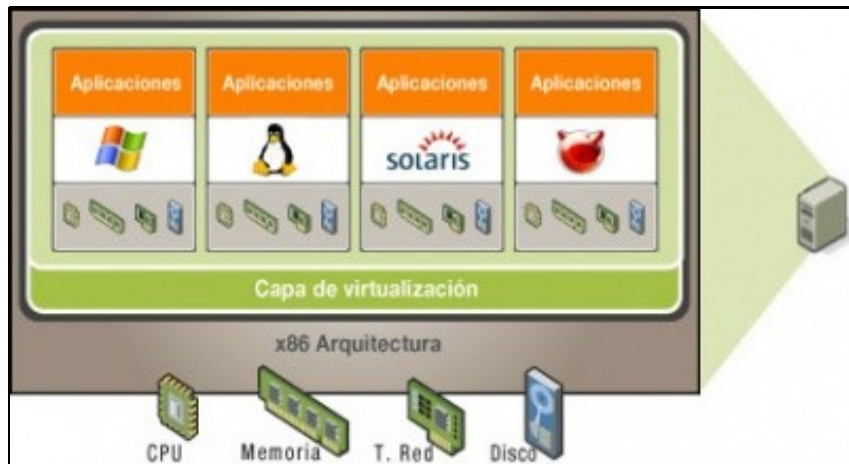 Aplicaciones Aplicaciones Aplicaciones Aplicaciones
solaris
Capa de virtualización
x86 Arquitectura
CPU Memoria T. Red Disco